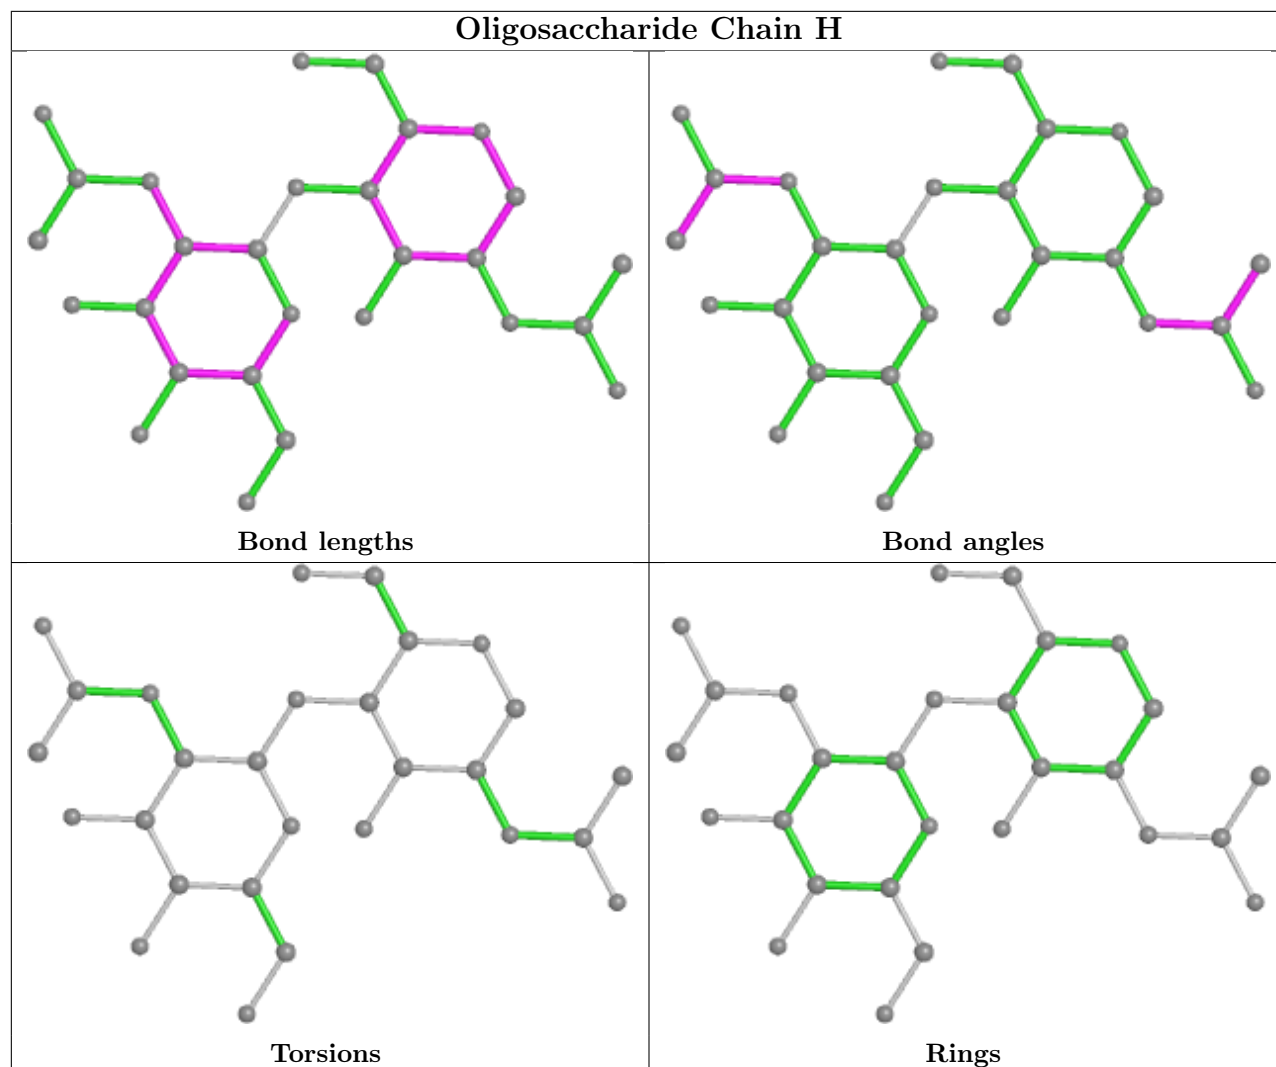 Oligosaccharide Chain H
Bond lengths
Bond angles
Torsions
Rings